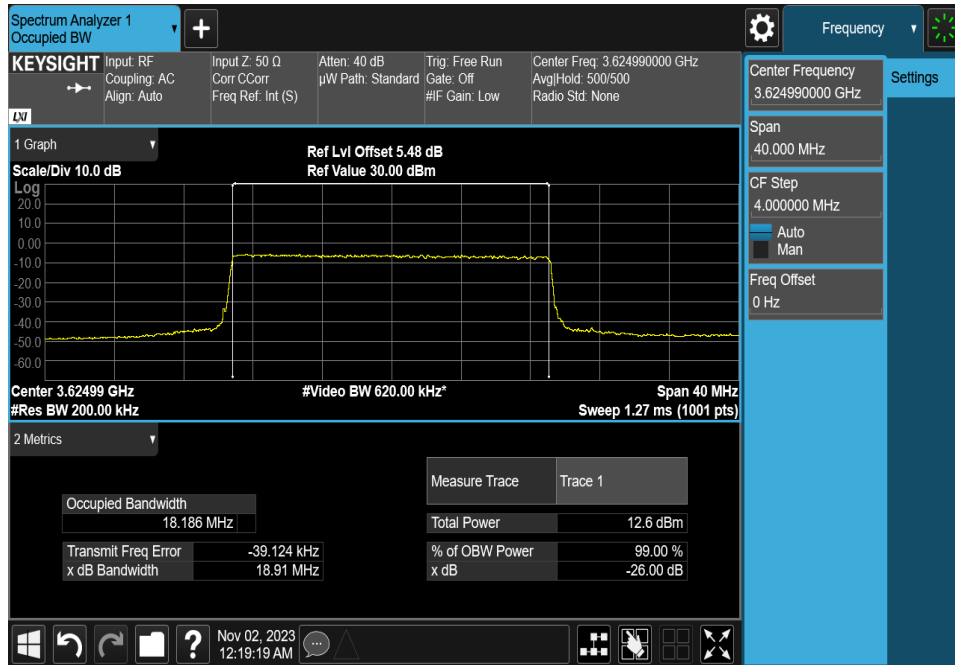 Spectrum Analyzer 1
Occupied BW
+
Frequency
KEYSIGHT
LXI
Input: RF
Coupling: AC
Align: Auto
Input Z: 50 Ω
Corr CCorr
Freq Ref: Int (S)
Atten: 40 dB
µW Path: Standard
Trig: Free Run
Gate: Off
#IF Gain: Low
Center Freq: 3.624990000 GHz
Avg|Hold: 500/500
Radio Std: None
Center Frequency
3.624990000 GHz
Settings
Span
40.000 MHz
CF Step
4.000000 MHz
Auto
Man
Freq Offset
0 Hz
1 Graph
Scale/Div 10.0 dB
Ref Lvl Offset 5.48 dB
Ref Value 30.00 dBm
Log
20.0
10.0
0.00
-10.0
-20.0
-30.0
-40.0
-50.0
-60.0
Center 3.62499 GHz
#Video BW 620.00 kHz*
Span 40 MHz
#Res BW 200.00 kHz
Sweep 1.27 ms (1001 pts)
2 Metrics
Measure Trace
Trace 1
Occupied Bandwidth
18.186 MHz
Total Power
12.6 dBm
Transmit Freq Error
-39.124 kHz
% of OBW Power
99.00 %
x dB Bandwidth
18.91 MHz
x dB
-26.00 dB
?
Nov 02, 2023
12:19:19 AM